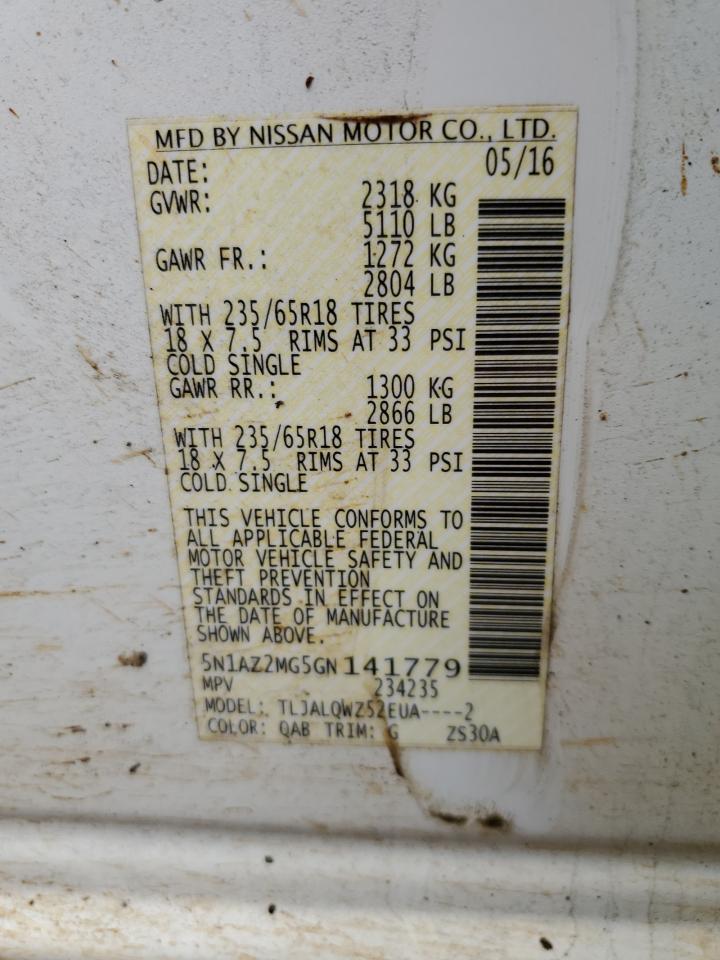 MFD BY NISSAN MOTOR CO., LTD.
DATE: 05/16
GVWR: 2318 KG
5110 LB
GAWR FR.: 1272 KG
2804 LB
WITH 235/65R18 TIRES
18 X 7.5 RIMS AT 33 PSI
COLD SINGLE
GAWR RR.: 1300 KG
2866 LB
WITH 235/65R18 TIRES
18 X 7.5 RIMS AT 33 PSI
COLD SINGLE
THIS VEHICLE CONFORMS TO
ALL APPLICABLE FEDERAL
MOTOR VEHICLE SAFETY AND
THEFT PREVENTION
STANDARDS IN EFFECT ON
THE DATE OF MANUFACTURE
SHOWN ABOVE.
5N1AZ2MG5GN141779
MPV 234235
MODEL: TLJALQWZ52EUA----2
COLOR: QAB TRIM: G ZS30A